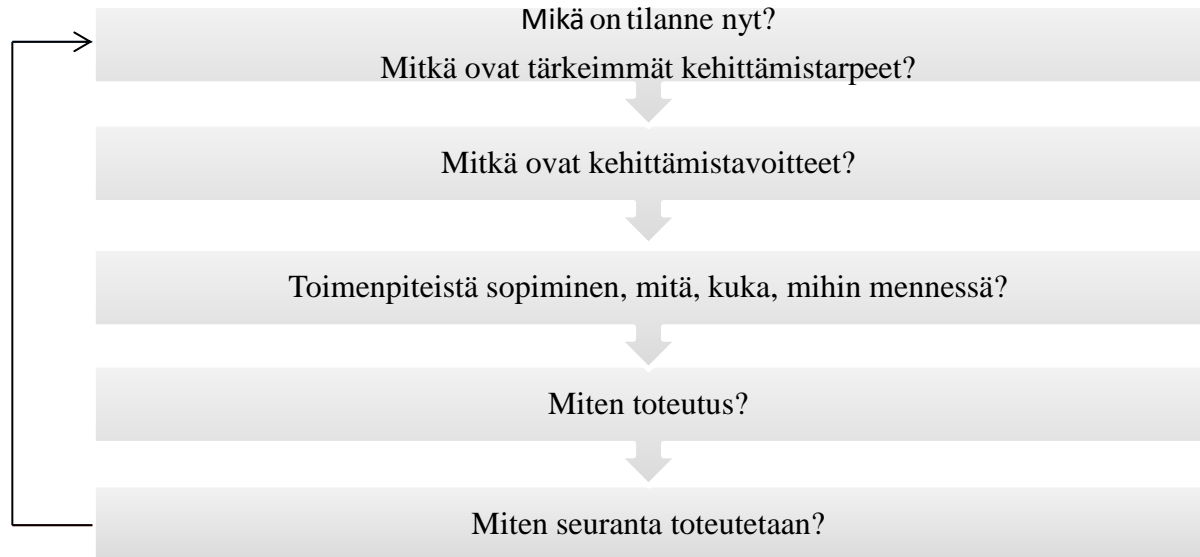 Mikä on tilanne nyt?
Mitkä ovat tärkeimmät kehittämistarpeet?
Mitkä ovat kehittämistavoitteet?
Toimenpiteistä sopiminen, mitä, kuka, mihin mennessä?
Miten toteutus?
Miten seuranta toteutetaan?